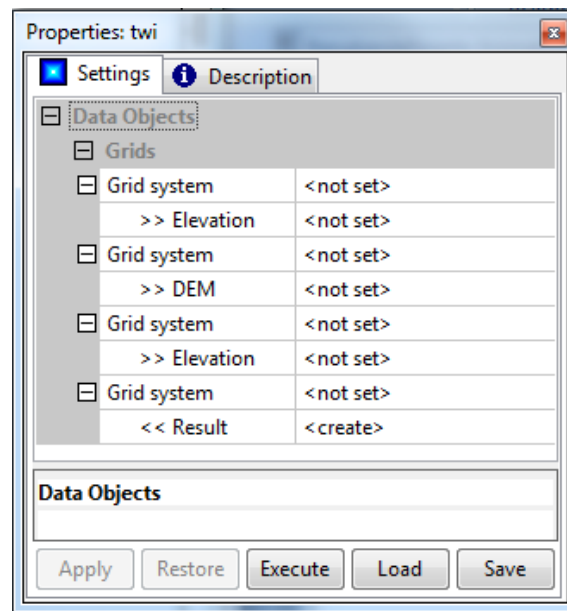 Properties: twi
Settings
Description
Data Objects
Grids
Grid system <not set>
>> Elevation <not set>
Grid system <not set>
>> DEM <not set>
Grid system <not set>
>> Elevation <not set>
Grid system <not set>
<< Result <create>
Data Objects
Apply Restore Execute Load Save